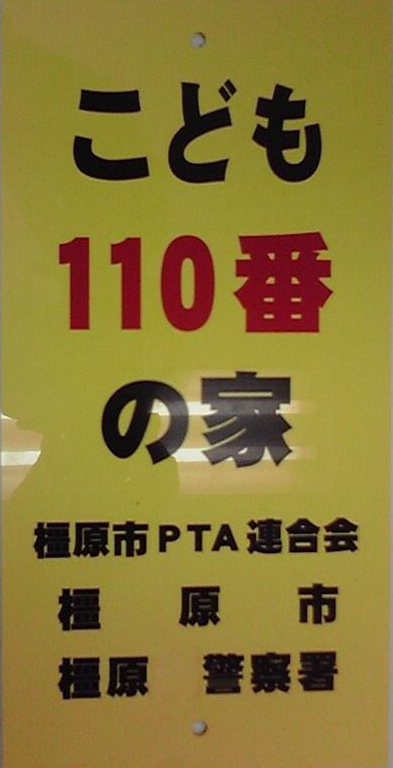 こども
110番
の家
橿原市PTA連合会
橿原市
橿原 警察署